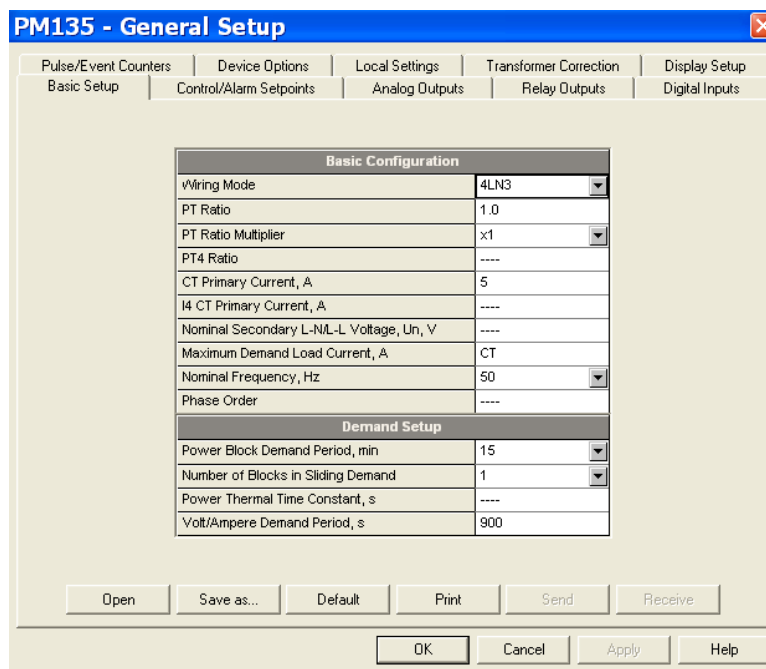 PM135 - General Setup
Pulse/Event Counters Device Options Local Settings Transformer Correction Display Setup
Basic Setup Control/Alarm Setpoints Analog Outputs Relay Outputs Digital Inputs
Basic Configuration
Wiring Mode 4LN3
PT Ratio 1.0
PT Ratio Multiplier x1
PT4 Ratio ----
CT Primary Current, A 5
I4 CT Primary Current, A ----
Nominal Secondary L-N/L-L Voltage, Un, V ----
Maximum Demand Load Current, A CT
Nominal Frequency, Hz 50
Phase Order ----
Demand Setup
Power Block Demand Period, min 15
Number of Blocks in Sliding Demand 1
Power Thermal Time Constant, s ----
Volt/Ampere Demand Period, s 900
Open Save as... Default Print Send Receive
OK Cancel Apply Help